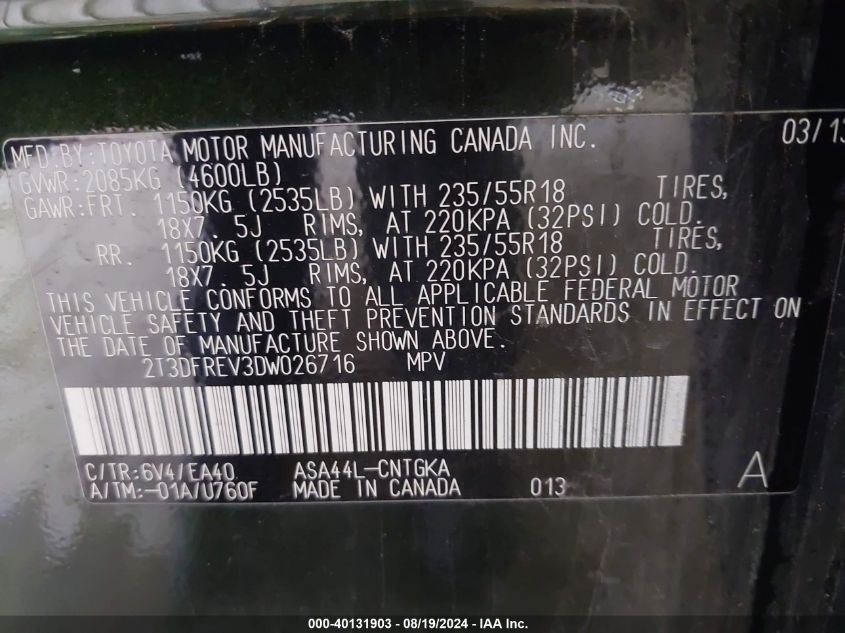 MFD.BY:TOYOTA MOTOR MANUFACTURING CANADA INC. 03/13
GVWR:2085KG (4600LB)
GAWR:FRT. 1150KG (2535LB) WITH 235/55R18 TIRES,
18X7. 5J RIMS, AT 220KPA (32PSI) COLD.
RR. 1150KG (2535LB) WITH 235/55R18 TIRES,
18X7. 5J RIMS, AT 220KPA (32PSI) COLD.
THIS VEHICLE CONFORMS TO ALL APPLICABLE FEDERAL MOTOR
VEHICLE SAFETY AND THEFT PREVENTION STANDARDS IN EFFECT ON
THE DATE OF MANUFACTURE SHOWN ABOVE.
2T3DFREV3DW026716 MPV
C/TR:6V4/EA40 ASA44L-CNTGKA A
A/TM:-01A/U760F MADE IN CANADA 013
000-40131903 - 08/19/2024 - IAA Inc.